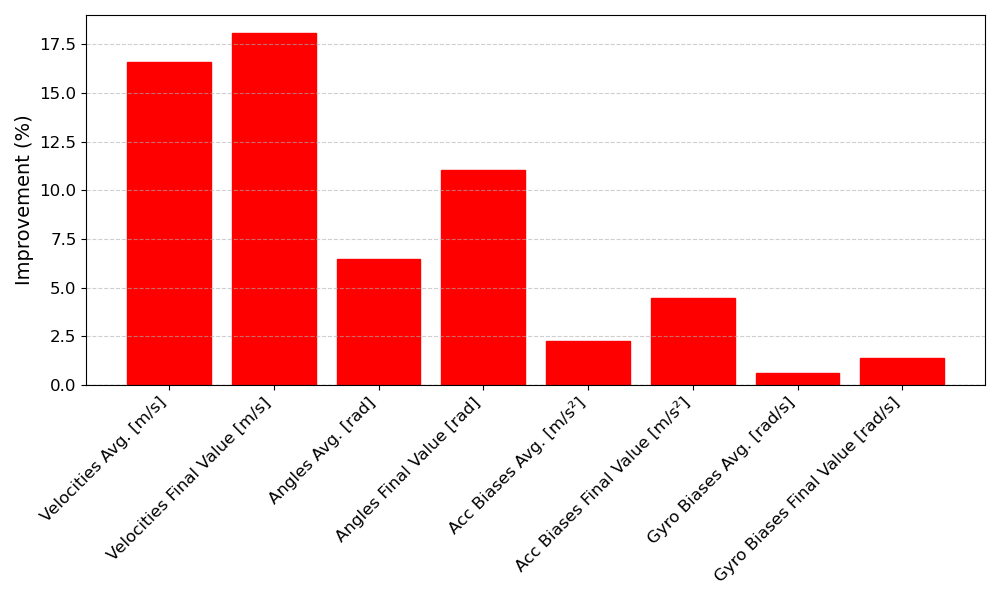 Improvement (%)
17.5
15.0
12.5
10.0
7.5
5.0
2.5
0.0
Velocities Avg. [m/s]
Velocities Final Value [m/s]
Angles Avg. [rad]
Angles Final Value [rad]
Acc Biases Avg. [m/s²]
Acc Biases Final Value [m/s²]
Gyro Biases Avg. [rad/s]
Gyro Biases Final Value [rad/s]